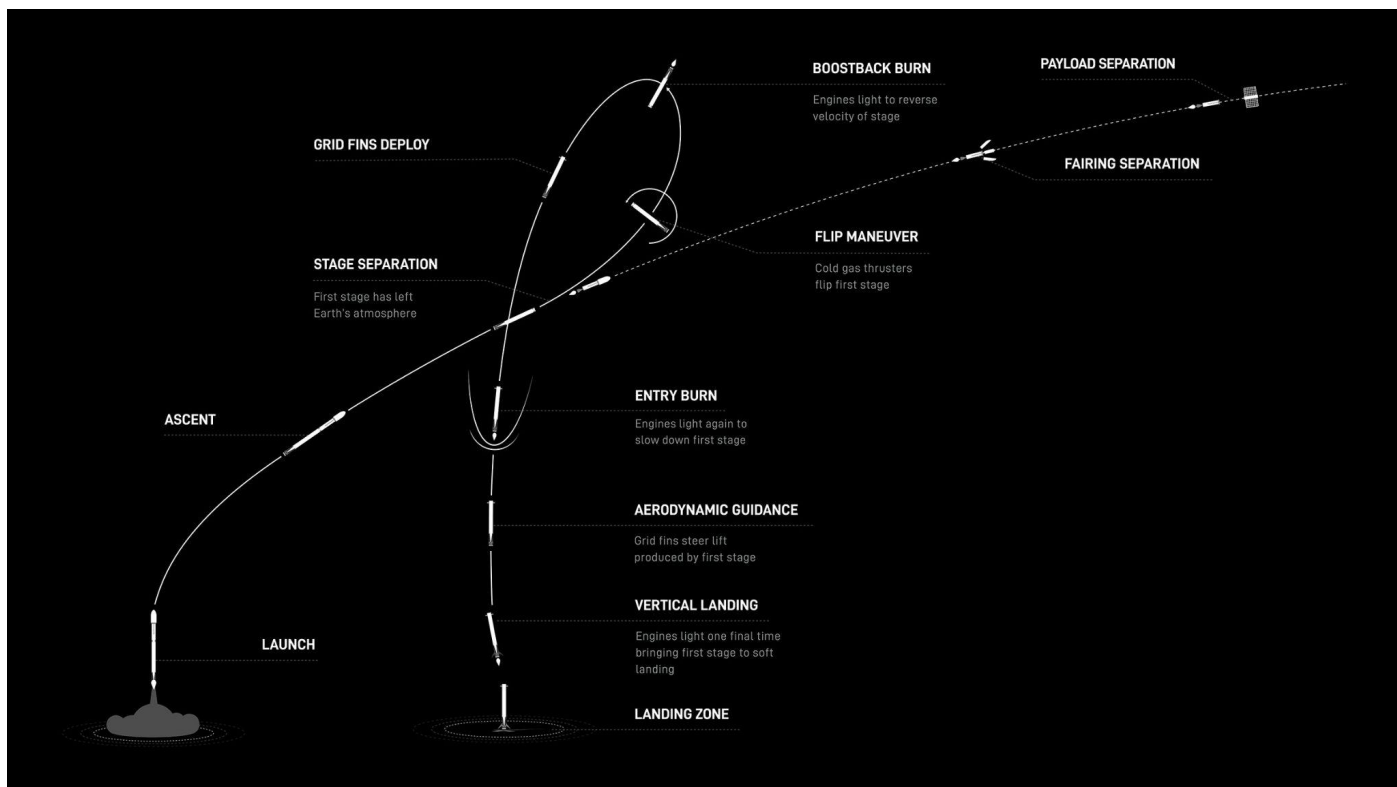 BOOSTBACK BURN
Engines light to reverse
velocity of stage
PAYLOAD SEPARATION
GRID FINS DEPLOY
FAIRING SEPARATION
FLIP MANEUVER
Cold gas thrusters
flip first stage
STAGE SEPARATION
First stage has left
Earth's atmosphere
ENTRY BURN
Engines light again to
slow down first stage
ASCENT
AERODYNAMIC GUIDANCE
Grid fins steer lift
produced by first stage
VERTICAL LANDING
Engines light one final time
bringing first stage to soft
landing
LAUNCH
LANDING ZONE